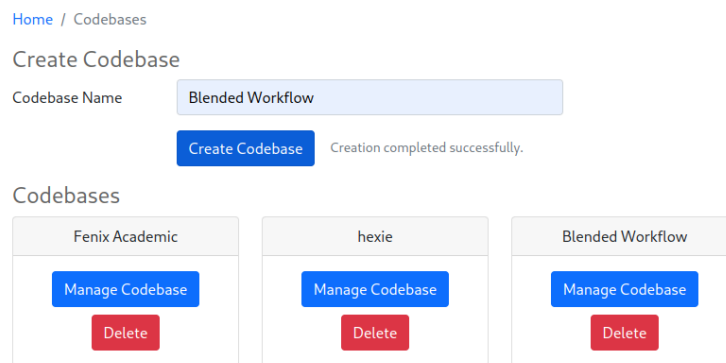 Home / Codebases
Create Codebase
Codebase Name Blended Workflow
Create Codebase Creation completed successfully.
Codebases
Fenix Academic hexie Blended Workflow
Manage Codebase Manage Codebase Manage Codebase
Delete Delete Delete